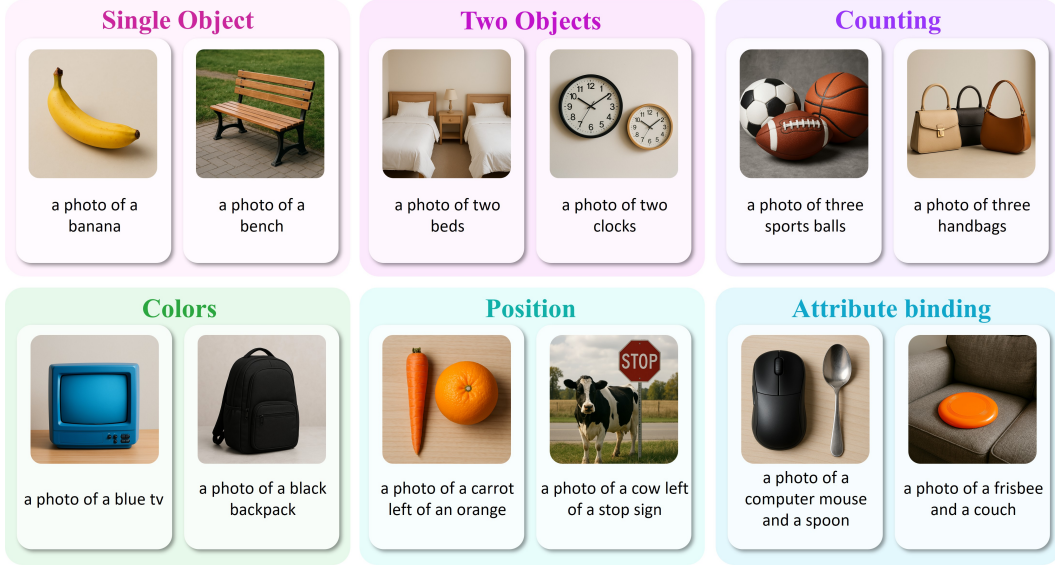 Single Object
a photo of a
banana
a photo of a
bench
Two Objects
a photo of two
beds
a photo of two
clocks
Counting
a photo of three
sports balls
a photo of three
handbags
Colors
a photo of a blue tv
a photo of a black
backpack
Position
a photo of a carrot
left of an orange
STOP
a photo of a cow left
of a stop sign
Attribute binding
a photo of a
computer mouse
and a spoon
a photo of a frisbee
and a couch